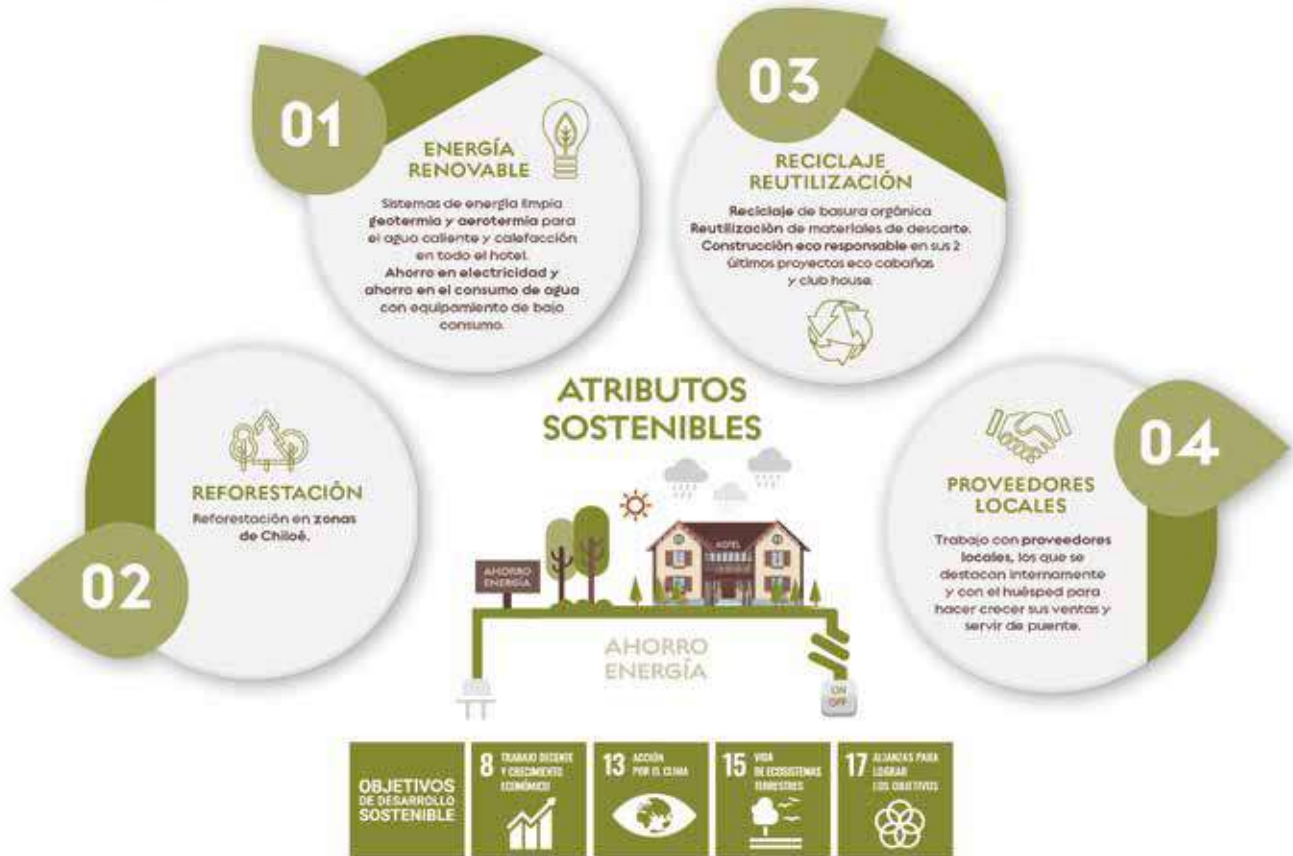 01
ENERGÍA
RENOVABLE
Sistemas de energía limpia
geotermia y aerotermia para
el agua caliente y calefacción
en todo el hotel.
Ahorro en electricidad y
ahorro en el consumo de agua
con equipamiento de bajo
consumo.
03
RECICLAJE
REUTILIZACIÓN
Reciclaje de basura orgánica
Reutilización de materiales de descarte.
Construcción eco responsable en sus 2
últimos proyectos eco cabañas
y club house.
02
REFORESTACIÓN
Reforestación en zonas
de Chiloé.
ATRIBUTOS
SOSTENIBLES
HOTEL
AHORRO
ENERGÍA
AHORRO
ENERGÍA
ON
OFF
04
PROVEEDORES
LOCALES
Trabajo con proveedores
locales, los que se
destacan internamente
y con el huésped para
hacer crecer sus ventas y
servir de puente.
OBJETIVOS
DE DESARROLLO
SOSTENIBLE
8 TRABAJO DECENTE
Y CRECIMIENTO
ECONÓMICO
13 ACCIÓN
POR EL CLIMA
15 VIDA
DE ECOSISTEMAS
TERRESTRES
17 ALIANZAS PARA
LOGRAR
LOS OBJETIVOS